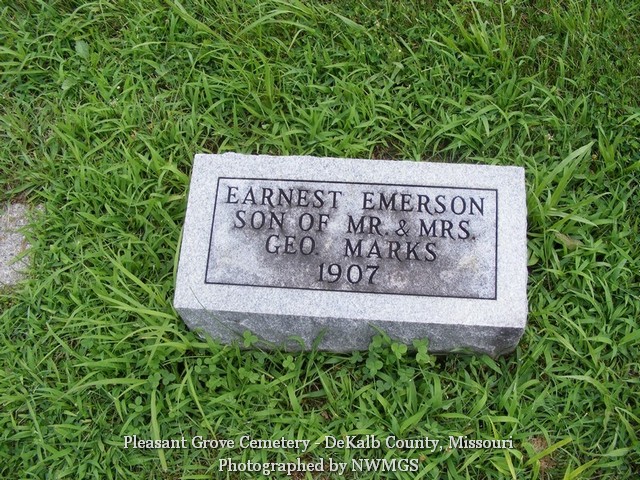 EARNEST EMERSON
SON OF MR. & MRS.
GEO. MARKS
1907
Pleasant Grove Cemetery - DeKalb County, Missouri
Photographed by NWMGS